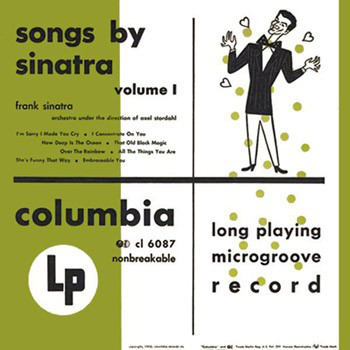 songs by
sinatra
volume I
frank sinatra
orchestra under the direction of axel stordahl
I'm Sorry I Made You Cry • I Concentrate On You
How Deep Is the Ocean • That Old Black Magic
Over The Rainbow • All The Things You Are
She's Funny That Way • Embraceable You
columbia
cl 6087
nonbreakable
Lp
long playing
microgroove
record